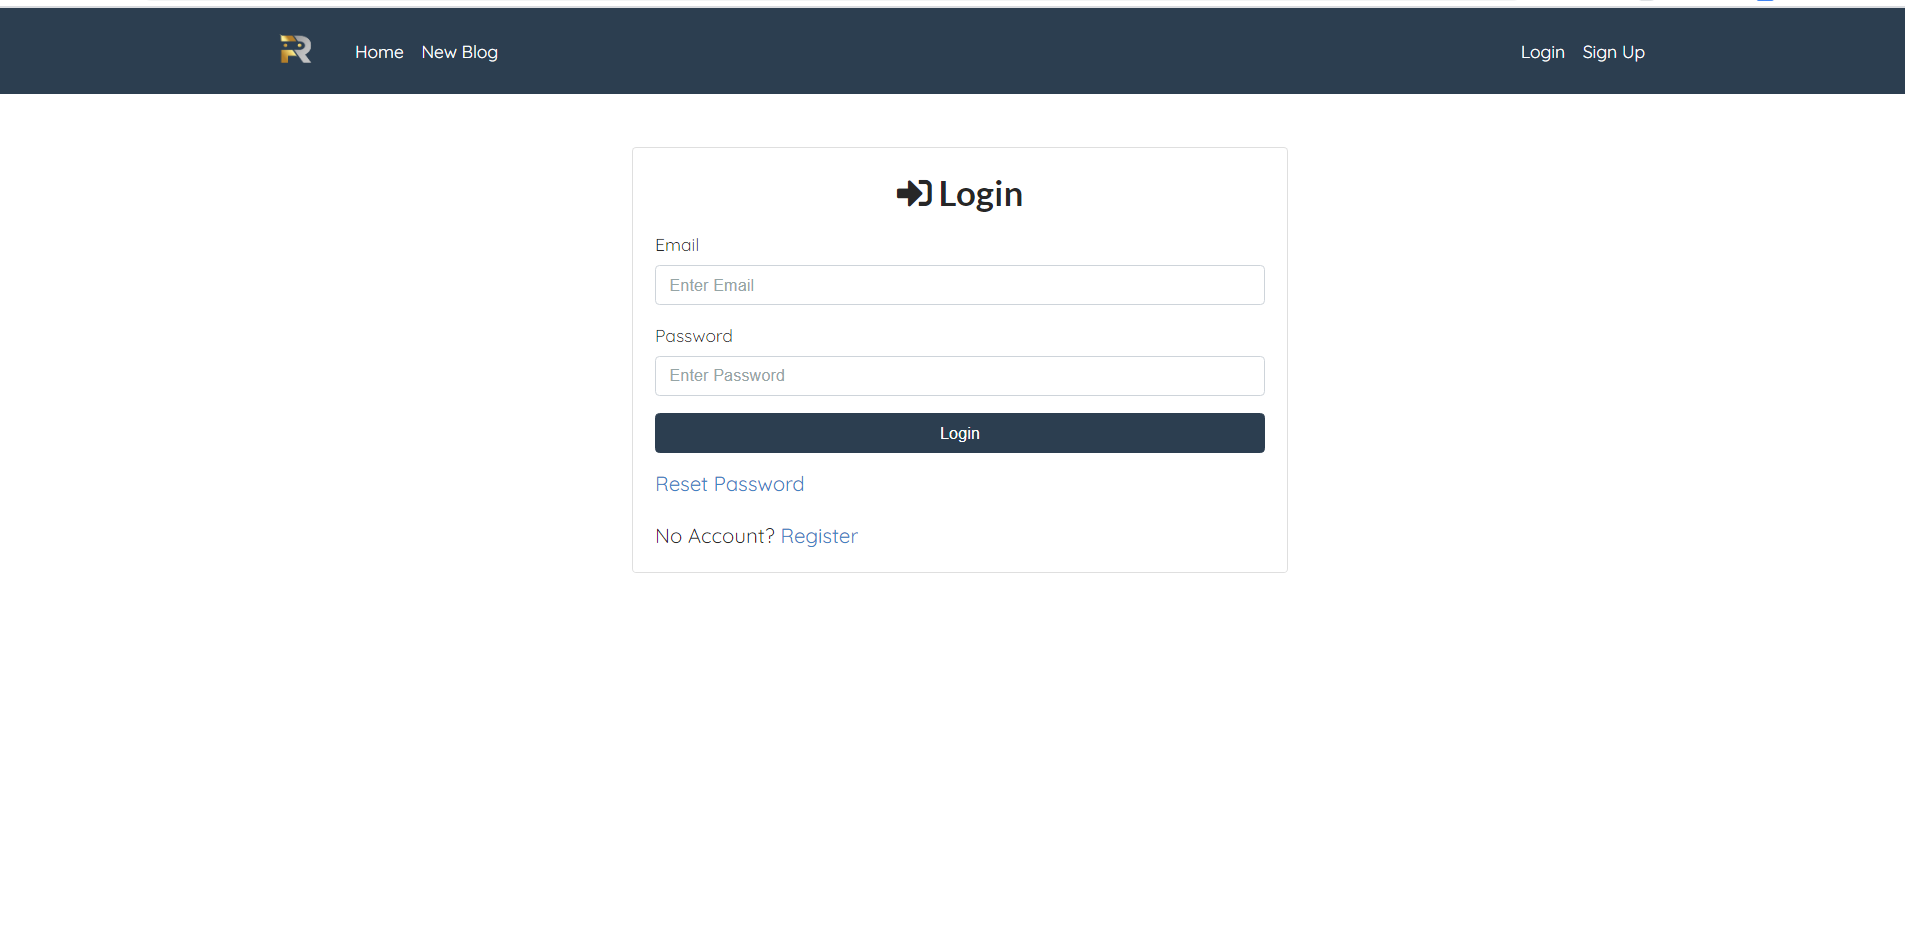 Home New Blog Login Sign Up
Login
Email
Enter Email
Password
Enter Password
Login
Reset Password
No Account? Register